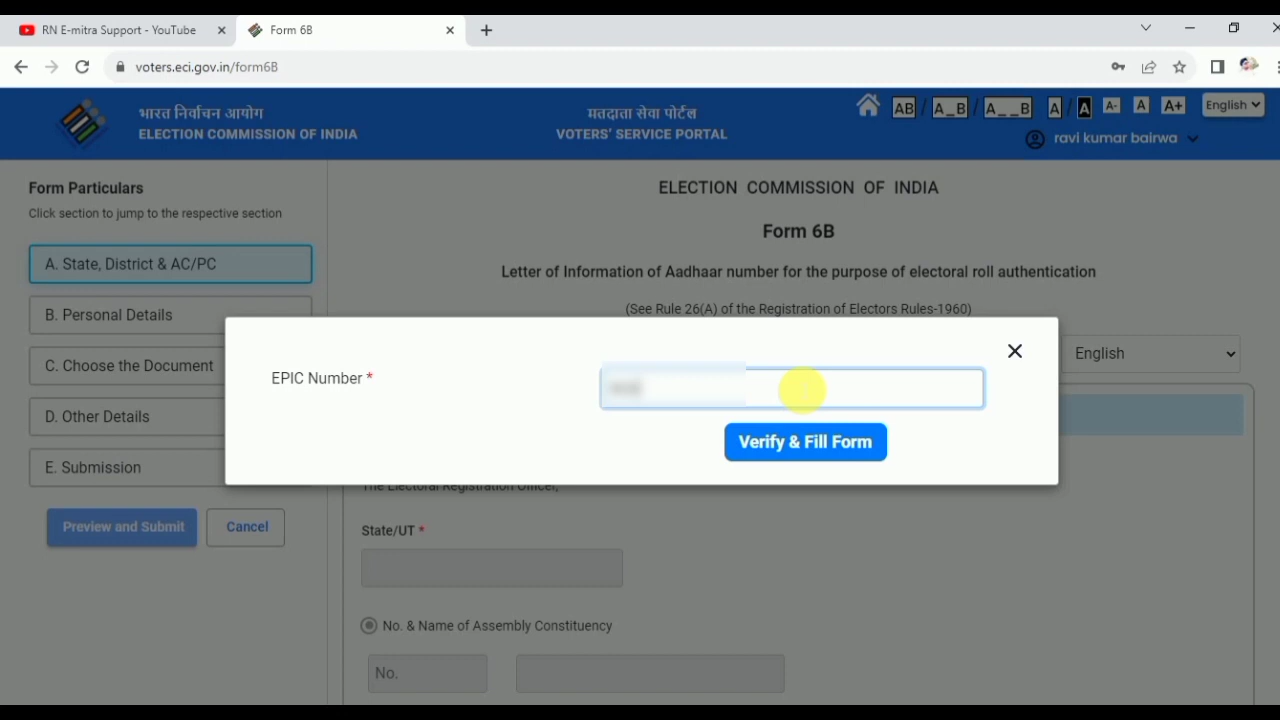 RN E-mitra Support - YouTube
Form 6B
voters.eci.gov.in/form6B
भारत निर्वाचन आयोग
ELECTION COMMISSION OF INDIA
मतदाता सेवा पोर्टल
VOTERS' SERVICE PORTAL
AB / A_B / A__B A / A A- A A+ English
ravi kumar bairwa
Form Particulars
Click section to jump to the respective section
A. State, District & AC/PC
B. Personal Details
C. Choose the Document
D. Other Details
E. Submission
Preview and Submit Cancel
ELECTION COMMISSION OF INDIA
Form 6B
Letter of Information of Aadhaar number for the purpose of electoral roll authentication
(See Rule 26(A) of the Registration of Electors Rules-1960)
English
EPIC Number *
Verify & Fill Form
The Electoral Registration Officer,
State/UT *
No. & Name of Assembly Constituency
No.